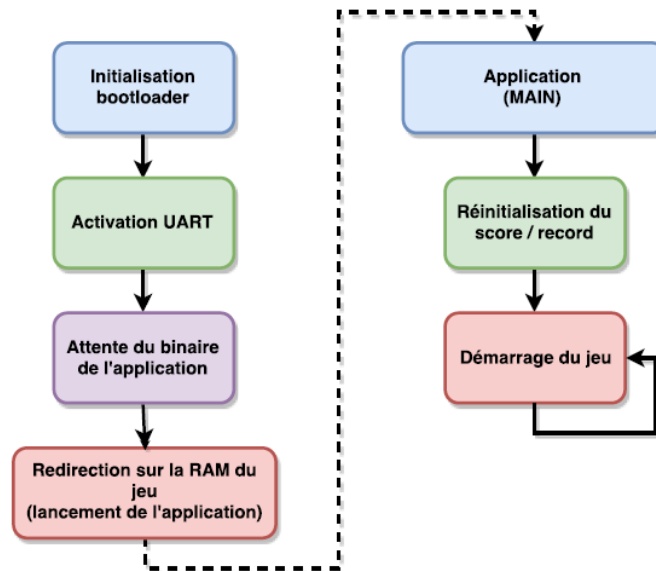 Initialisation
bootloader
Activation UART
Attente du binaire
de l'application
Redirection sur la RAM du
jeu
(lancement de l'application)
Application
(MAIN)
Réinitialisation du
score / record
Démarrage du jeu